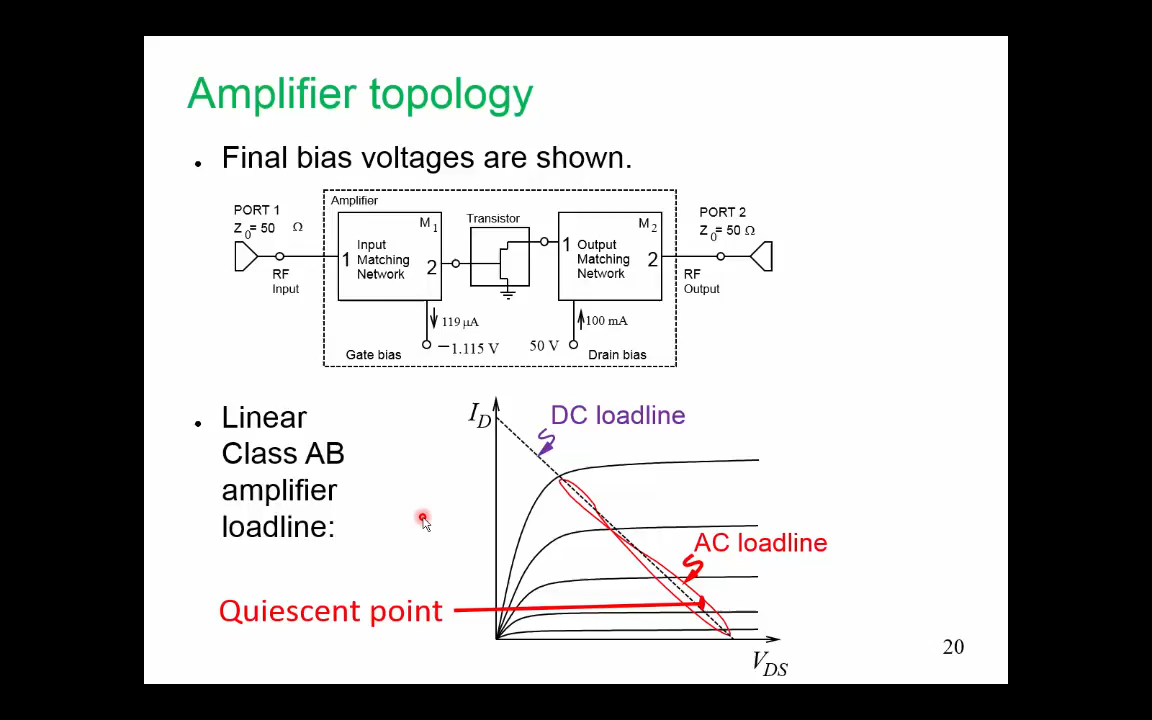 Amplifier topology
• Final bias voltages are shown.
Amplifier
PORT 1
Z0= 50 Ω
RF
Input
1
Input
Matching
Network
M1
2
Transistor
1
Output
Matching
Network
M2
2
PORT 2
Z0= 50 Ω
RF
Output
119 μA
−1.115 V
Gate bias
100 mA
50 V
Drain bias
• Linear
Class AB
amplifier
loadline:
ID
DC loadline
AC loadline
Quiescent point
VDS
20